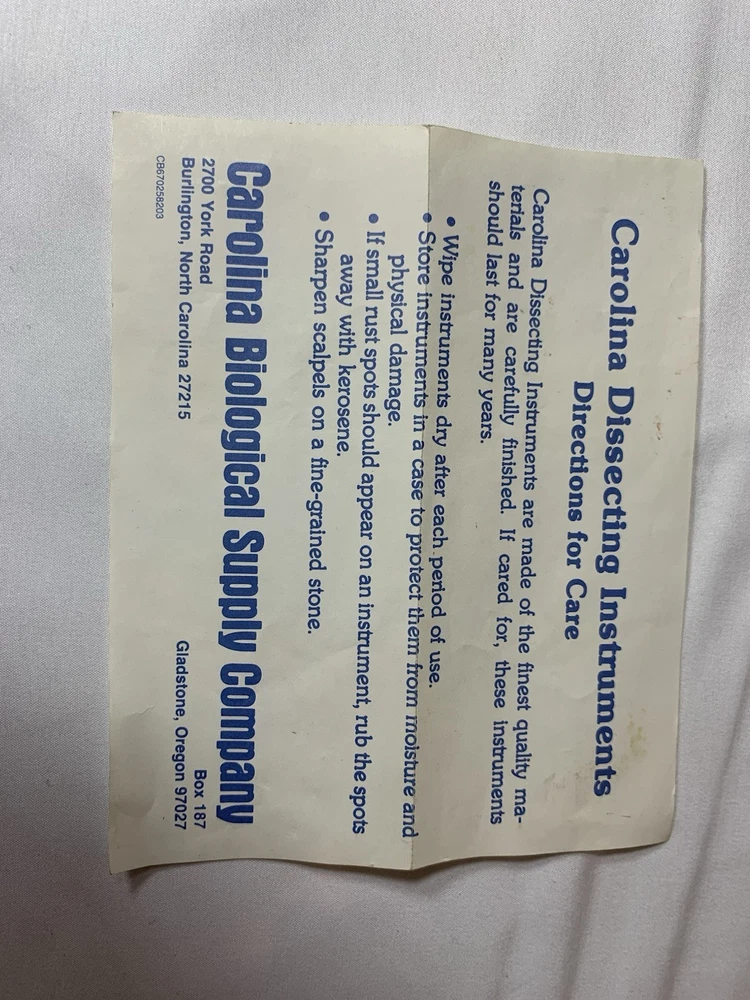 Carolina Dissecting Instruments
Directions for Care
Carolina Dissecting Instruments are made of the finest quality ma-
terials and are carefully finished. If cared for, these instruments
should last for many years.
• Wipe instruments dry after each period of use.
• Store instruments in a case to protect them from moisture and
physical damage.
• If small rust spots should appear on an instrument, rub the spots
away with kerosene.
• Sharpen scalpels on a fine-grained stone.
Carolina Biological Supply Company
2700 York Road
Burlington, North Carolina 27215
Box 187
Gladstone, Oregon 97027
CB670258203